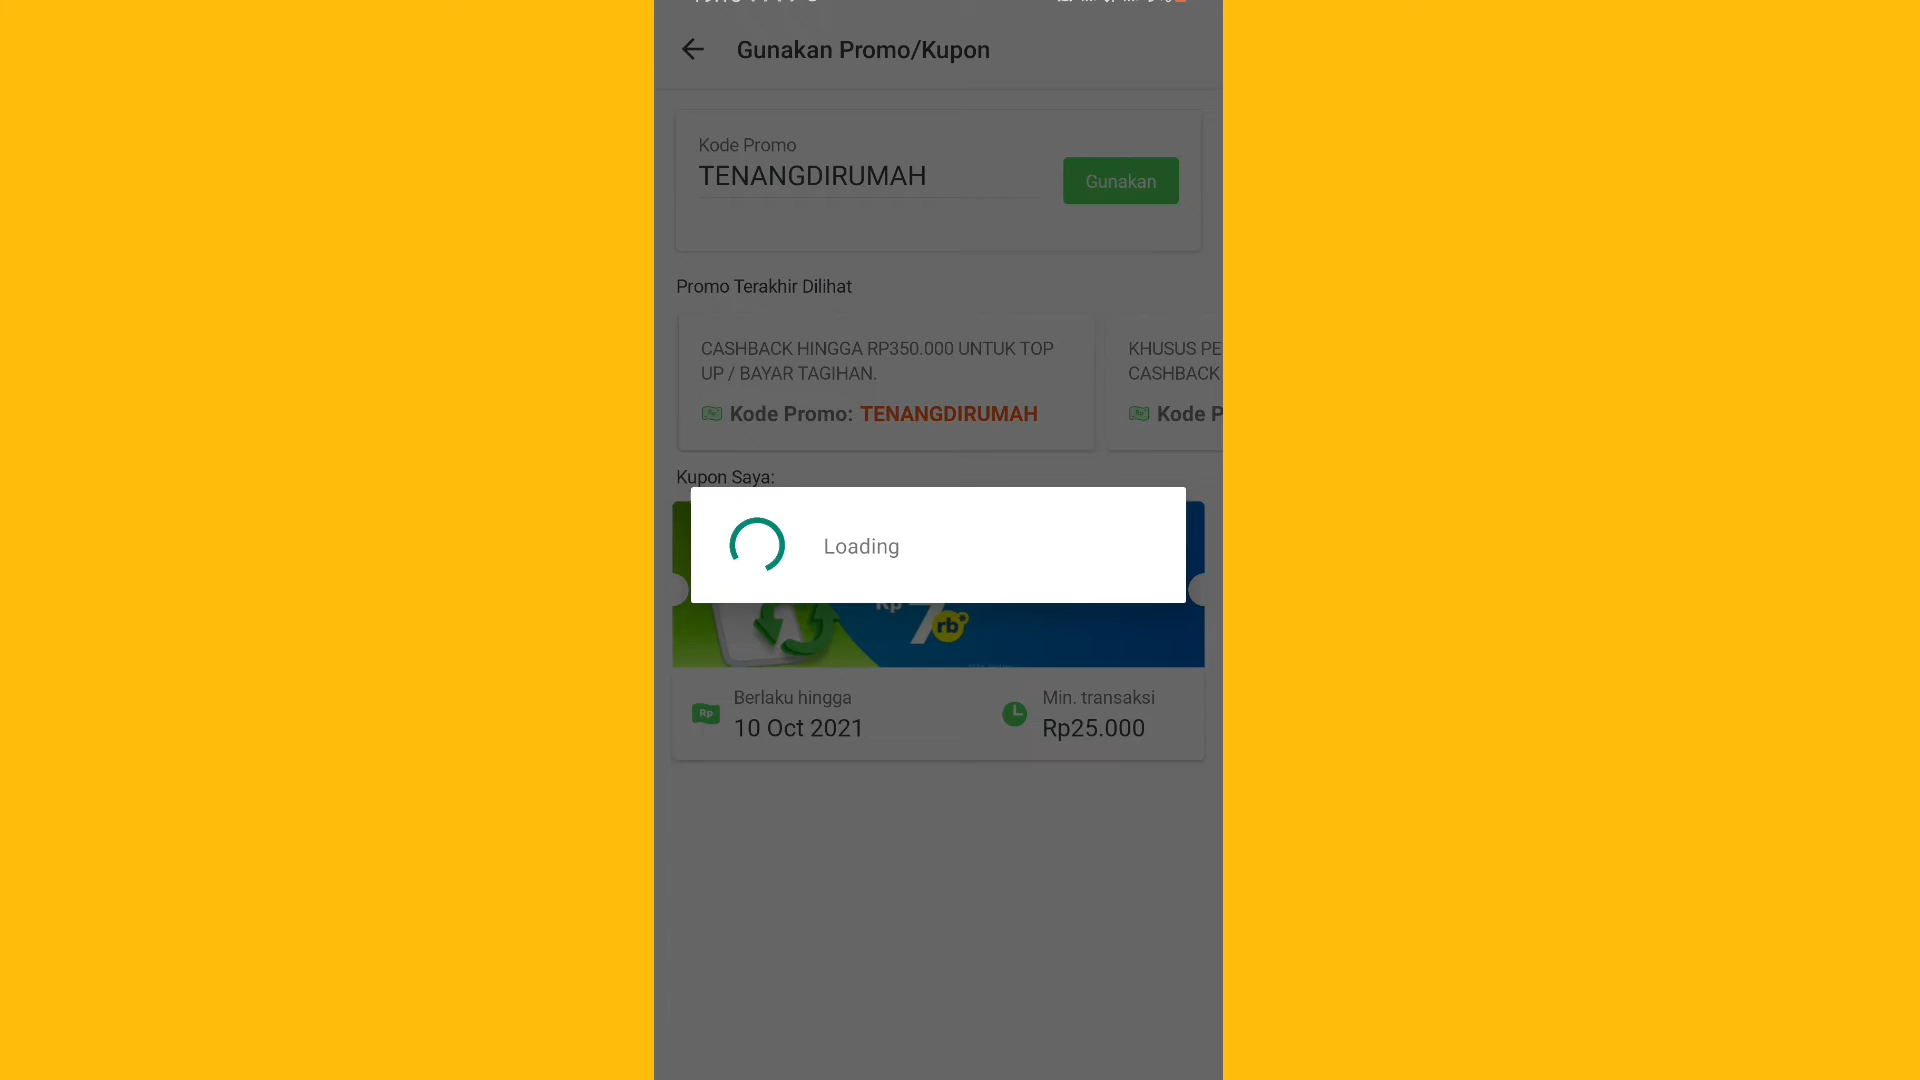 Gunakan Promo/Kupon
Kode Promo
TENANGDIRUMAH
Gunakan
Promo Terakhir Dilihat
CASHBACK HINGGA RP350.000 UNTUK TOP
UP / BAYAR TAGIHAN.
Kode Promo: TENANGDIRUMAH
KHUSUS PE
CASHBACK
Kode P
Kupon Saya:
Loading
Rp 7rb
Rp
Berlaku hingga
10 Oct 2021
Min. transaksi
Rp25.000